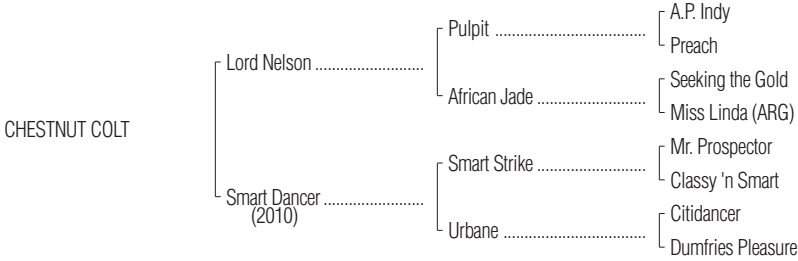 A.P. Indy
Pulpit ..................................
Preach
Lord Nelson .........................
Seeking the Gold
African Jade .........................
Miss Linda (ARG)
CHESTNUT COLT
Mr. Prospector
Smart Strike .........................
Classy 'n Smart
Smart Dancer .......................
(2010)
Citidancer
Urbane .................................
Dumfries Pleasure